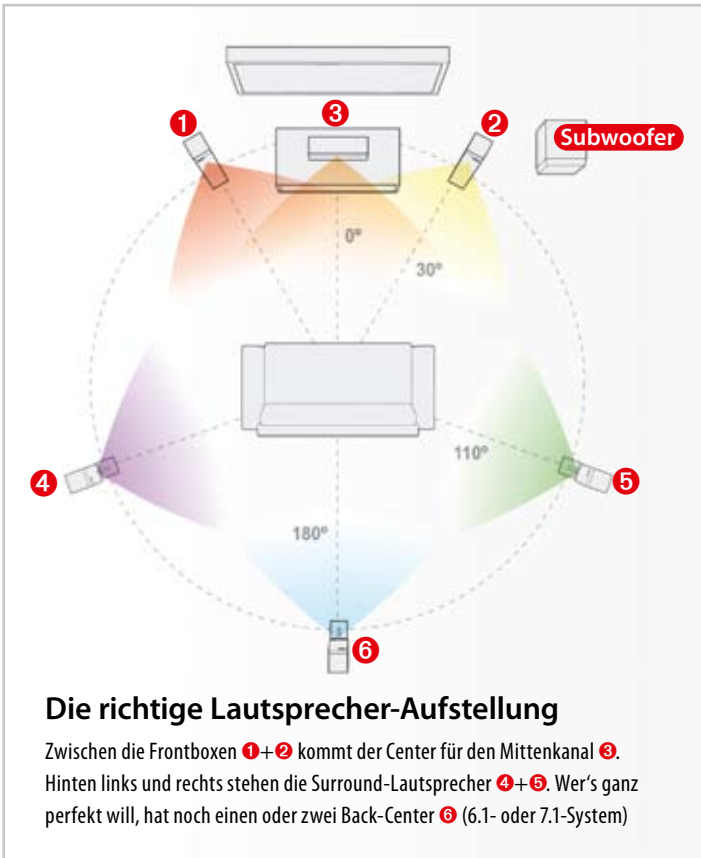 ❸
❶
❷
Subwoofer
0°
30°
110°
❹
❺
180°
❻
Die richtige Lautsprecher-Aufstellung
Zwischen die Frontboxen ❶+❷ kommt der Center für den Mittenkanal ❸.
Hinten links und rechts stehen die Surround-Lautsprecher ❹+❺. Wer‘s ganz
perfekt will, hat noch einen oder zwei Back-Center ❻ (6.1- oder 7.1-System)